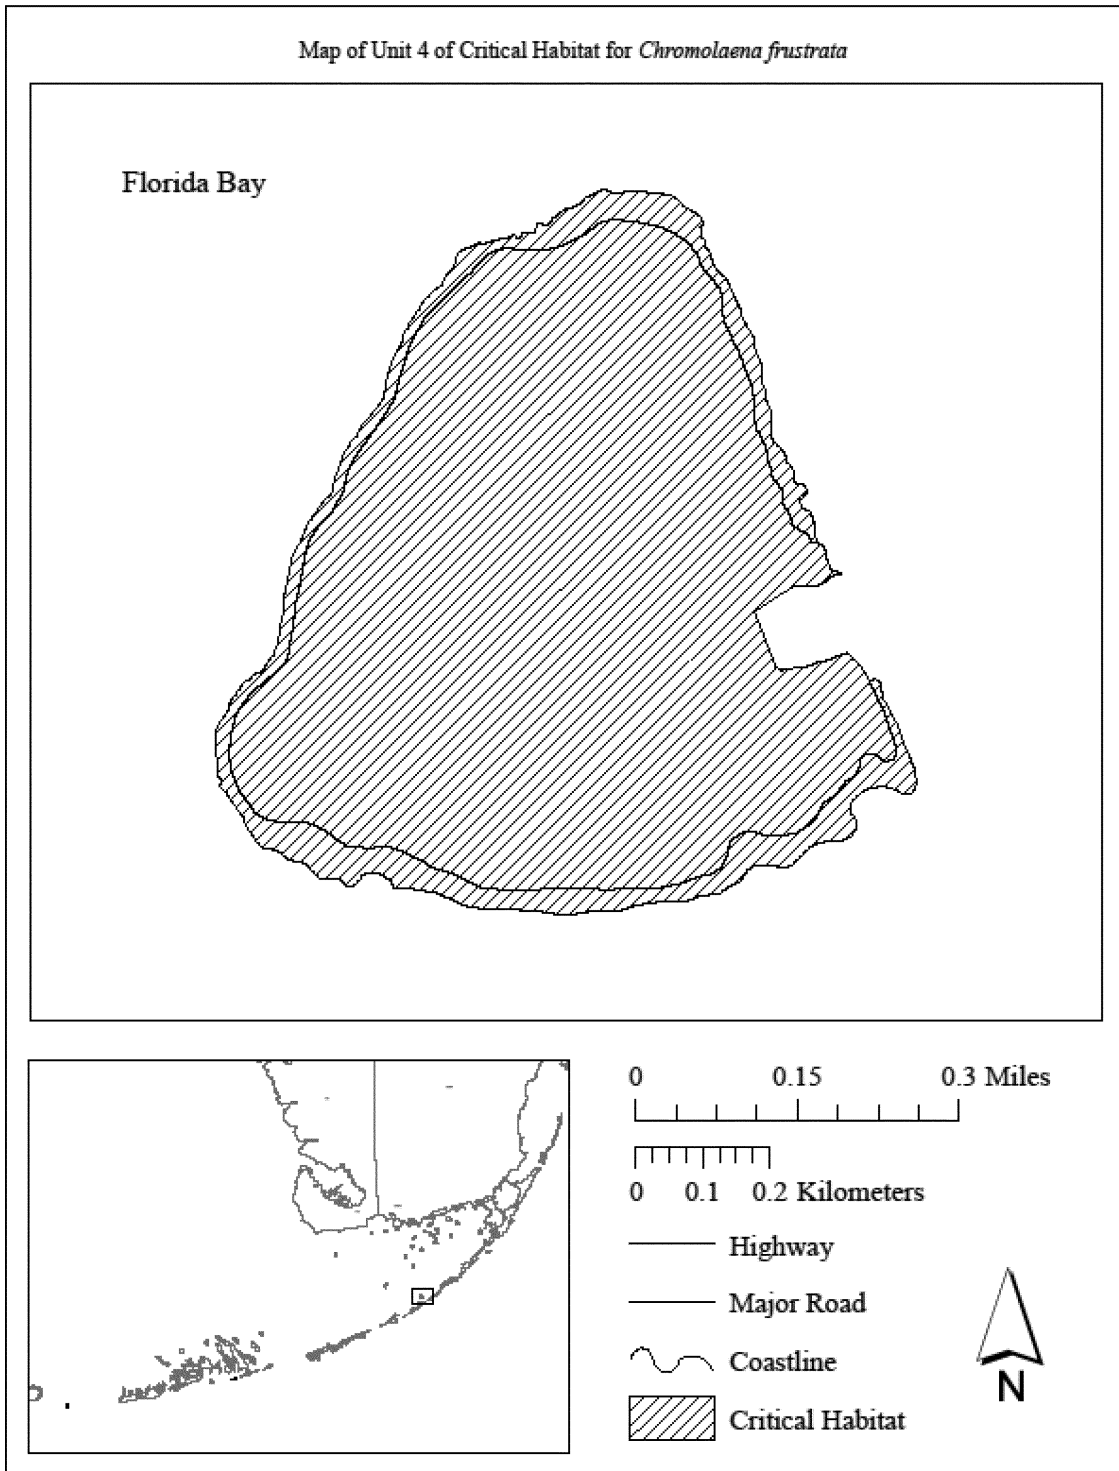 Map of Unit 4 of Critical Habitat for Chromolaena frustrata
Florida Bay
0 0.15 0.3 Miles
0 0.1 0.2 Kilometers
Highway
Major Road
Coastline
Critical Habitat
N